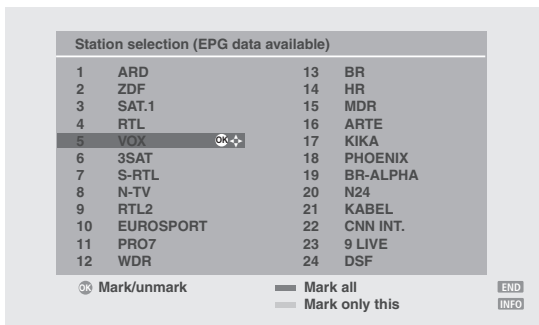 Station selection (EPG data available)
1 ARD
2 ZDF
3 SAT.1
4 RTL
5 VOX OK
6 3SAT
7 S-RTL
8 N-TV
9 RTL2
10 EUROSPORT
11 PRO7
12 WDR
13 BR
14 HR
15 MDR
16 ARTE
17 KIKA
18 PHOENIX
19 BR-ALPHA
20 N24
21 KABEL
22 CNN INT.
23 9 LIVE
24 DSF
OK Mark/unmark
Mark all
Mark only this
END
INFO